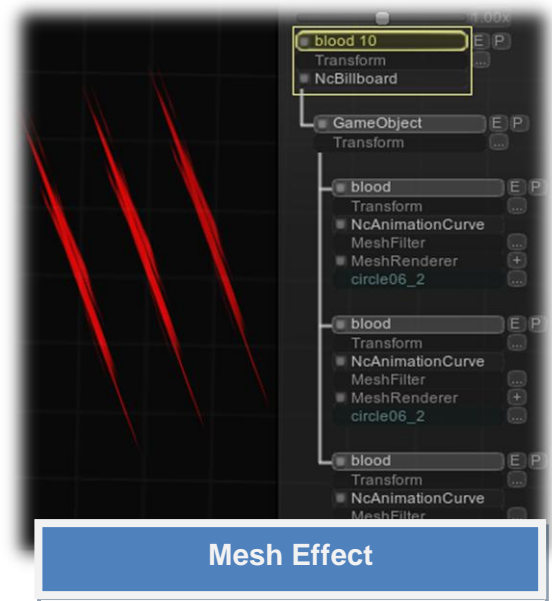 1.00x
blood 10 E P
Transform ...
NcBillboard
GameObject E P
Transform ...
blood E P
Transform ...
NcAnimationCurve
MeshFilter ...
MeshRenderer +
circle06_2 ...
blood E P
Transform ...
NcAnimationCurve
MeshFilter ...
MeshRenderer +
circle06_2 ...
blood E P
Transform ...
NcAnimationCurve
MeshFilter ...
Mesh Effect